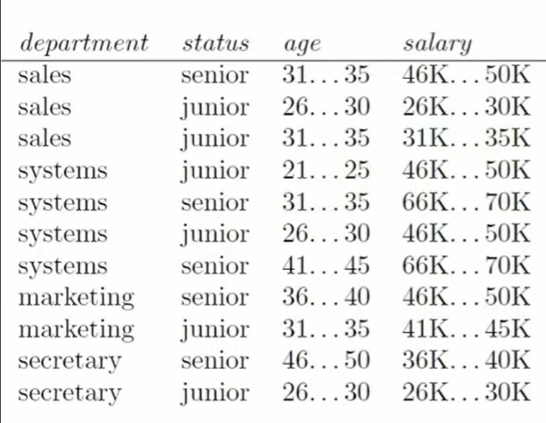 department status age salary
sales senior 31...35 46K...50K
sales junior 26...30 26K...30K
sales junior 31...35 31K...35K
systems junior 21...25 46K...50K
systems senior 31...35 66K...70K
systems junior 26...30 46K...50K
systems senior 41...45 66K...70K
marketing senior 36...40 46K...50K
marketing junior 31...35 41K...45K
secretary senior 46...50 36K...40K
secretary junior 26...30 26K...30K